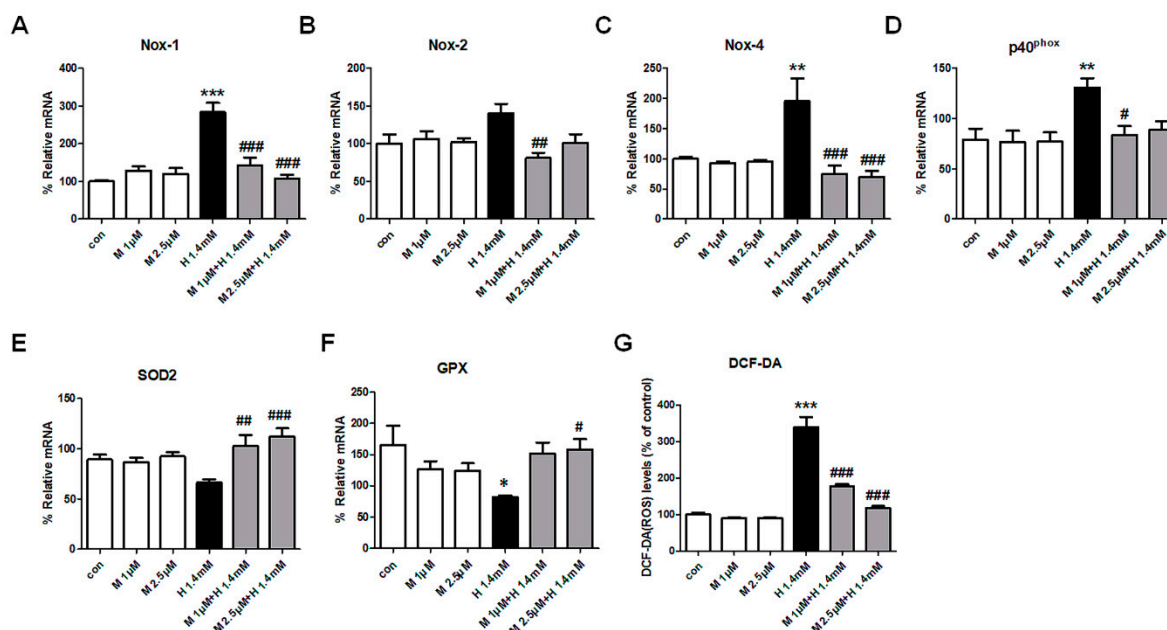 A
Nox-1
% Relative mRNA
400
300
200
100
0
***
###
###
con
M 1µM
M 2.5µM
H 1.4mM
M 1µM+H 1.4mM
M 2.5µM+H 1.4mM
B
Nox-2
% Relative mRNA
200
150
100
50
0
##
con
M 1µM
M 2.5µM
H 1.4mM
M 1µM+H 1.4mM
M 2.5µM+H 1.4mM
C
Nox-4
% Relative mRNA
250
200
150
100
50
0
**
###
###
con
M 1µM
M 2.5µM
H 1.4mM
M 1µM+H 1.4mM
M 2.5µM+H 1.4mM
D
p40phox
% Relative mRNA
150
100
50
0
**
#
con
M 1µM
M 2.5µM
H 1.4mM
M 1µM+H 1.4mM
M 2.5µM+H 1.4mM
E
SOD2
% Relative mRNA
150
100
50
0
##
###
con
M 1µM
M 2.5µM
H 1.4mM
M 1µM+H 1.4mM
M 2.5µM+H 1.4mM
F
GPX
% Relative mRNA
250
200
150
100
50
0
*
#
con
M 1µM
M 2.5µM
H 1.4mM
M 1µM+H 1.4mM
M 2.5µM+H 1.4mM
G
DCF-DA
DCF-DA(ROS) levels (% of control)
400
300
200
100
0
***
###
###
con
M 1µM
M 2.5µM
H 1.4mM
M 1µM+H 1.4mM
M 2.5µM+H 1.4mM